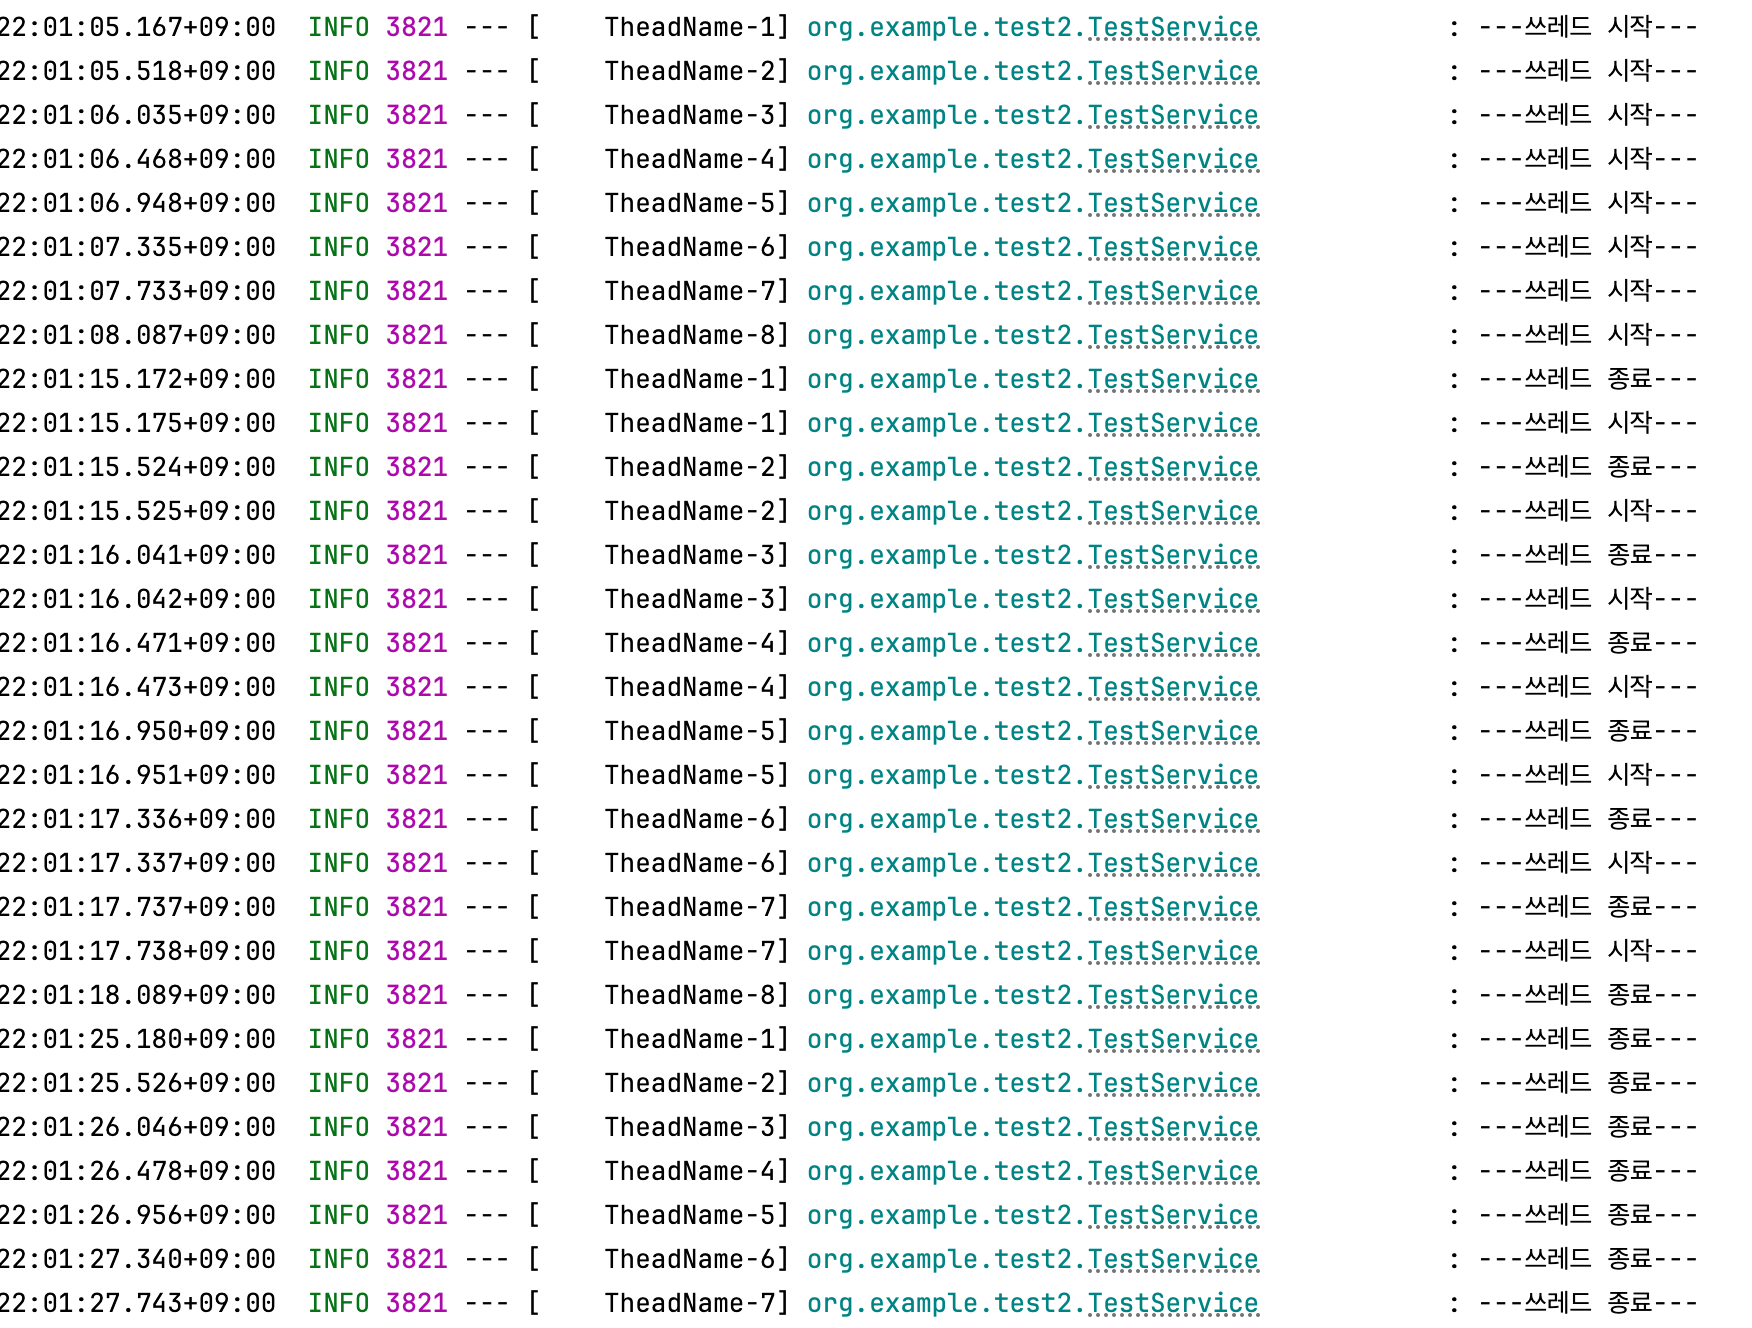 22:01:05.167+09:00  INFO 3821 --- [    TheadName-1] org.example.test2.TestService            : ---쓰레드 시작---
22:01:05.518+09:00  INFO 3821 --- [    TheadName-2] org.example.test2.TestService            : ---쓰레드 시작---
22:01:06.035+09:00  INFO 3821 --- [    TheadName-3] org.example.test2.TestService            : ---쓰레드 시작---
22:01:06.468+09:00  INFO 3821 --- [    TheadName-4] org.example.test2.TestService            : ---쓰레드 시작---
22:01:06.948+09:00  INFO 3821 --- [    TheadName-5] org.example.test2.TestService            : ---쓰레드 시작---
22:01:07.335+09:00  INFO 3821 --- [    TheadName-6] org.example.test2.TestService            : ---쓰레드 시작---
22:01:07.733+09:00  INFO 3821 --- [    TheadName-7] org.example.test2.TestService            : ---쓰레드 시작---
22:01:08.087+09:00  INFO 3821 --- [    TheadName-8] org.example.test2.TestService            : ---쓰레드 시작---
22:01:15.172+09:00  INFO 3821 --- [    TheadName-1] org.example.test2.TestService            : ---쓰레드 종료---
22:01:15.175+09:00  INFO 3821 --- [    TheadName-1] org.example.test2.TestService            : ---쓰레드 시작---
22:01:15.524+09:00  INFO 3821 --- [    TheadName-2] org.example.test2.TestService            : ---쓰레드 종료---
22:01:15.525+09:00  INFO 3821 --- [    TheadName-2] org.example.test2.TestService            : ---쓰레드 시작---
22:01:16.041+09:00  INFO 3821 --- [    TheadName-3] org.example.test2.TestService            : ---쓰레드 종료---
22:01:16.042+09:00  INFO 3821 --- [    TheadName-3] org.example.test2.TestService            : ---쓰레드 시작---
22:01:16.471+09:00  INFO 3821 --- [    TheadName-4] org.example.test2.TestService            : ---쓰레드 종료---
22:01:16.473+09:00  INFO 3821 --- [    TheadName-4] org.example.test2.TestService            : ---쓰레드 시작---
22:01:16.950+09:00  INFO 3821 --- [    TheadName-5] org.example.test2.TestService            : ---쓰레드 종료---
22:01:16.951+09:00  INFO 3821 --- [    TheadName-5] org.example.test2.TestService            : ---쓰레드 시작---
22:01:17.336+09:00  INFO 3821 --- [    TheadName-6] org.example.test2.TestService            : ---쓰레드 종료---
22:01:17.337+09:00  INFO 3821 --- [    TheadName-6] org.example.test2.TestService            : ---쓰레드 시작---
22:01:17.737+09:00  INFO 3821 --- [    TheadName-7] org.example.test2.TestService            : ---쓰레드 종료---
22:01:17.738+09:00  INFO 3821 --- [    TheadName-7] org.example.test2.TestService            : ---쓰레드 시작---
22:01:18.089+09:00  INFO 3821 --- [    TheadName-8] org.example.test2.TestService            : ---쓰레드 종료---
22:01:25.180+09:00  INFO 3821 --- [    TheadName-1] org.example.test2.TestService            : ---쓰레드 종료---
22:01:25.526+09:00  INFO 3821 --- [    TheadName-2] org.example.test2.TestService            : ---쓰레드 종료---
22:01:26.046+09:00  INFO 3821 --- [    TheadName-3] org.example.test2.TestService            : ---쓰레드 종료---
22:01:26.478+09:00  INFO 3821 --- [    TheadName-4] org.example.test2.TestService            : ---쓰레드 종료---
22:01:26.956+09:00  INFO 3821 --- [    TheadName-5] org.example.test2.TestService            : ---쓰레드 종료---
22:01:27.340+09:00  INFO 3821 --- [    TheadName-6] org.example.test2.TestService            : ---쓰레드 종료---
22:01:27.743+09:00  INFO 3821 --- [    TheadName-7] org.example.test2.TestService            : ---쓰레드 종료---